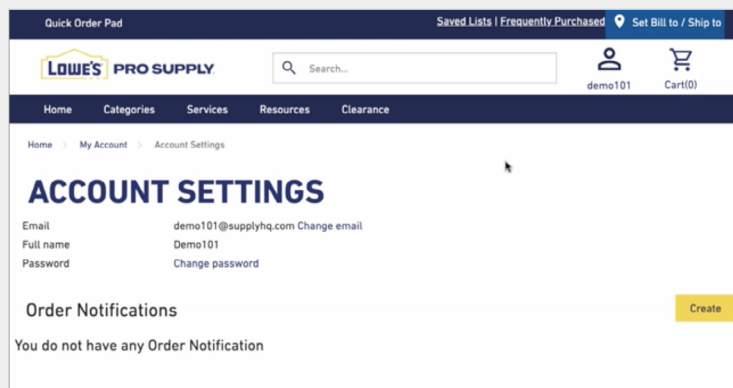 Quick Order Pad
Saved Lists | Frequently Purchased
Set Bill to / Ship to
LOWE'S PRO SUPPLY
Search...
demo101
Cart(0)
Home Categories Services Resources Clearance
Home My Account Account Settings
ACCOUNT SETTINGS
Email demo101@supplyhq.com Change email
Full name Demo101
Password Change password
Order Notifications
Create
You do not have any Order Notification